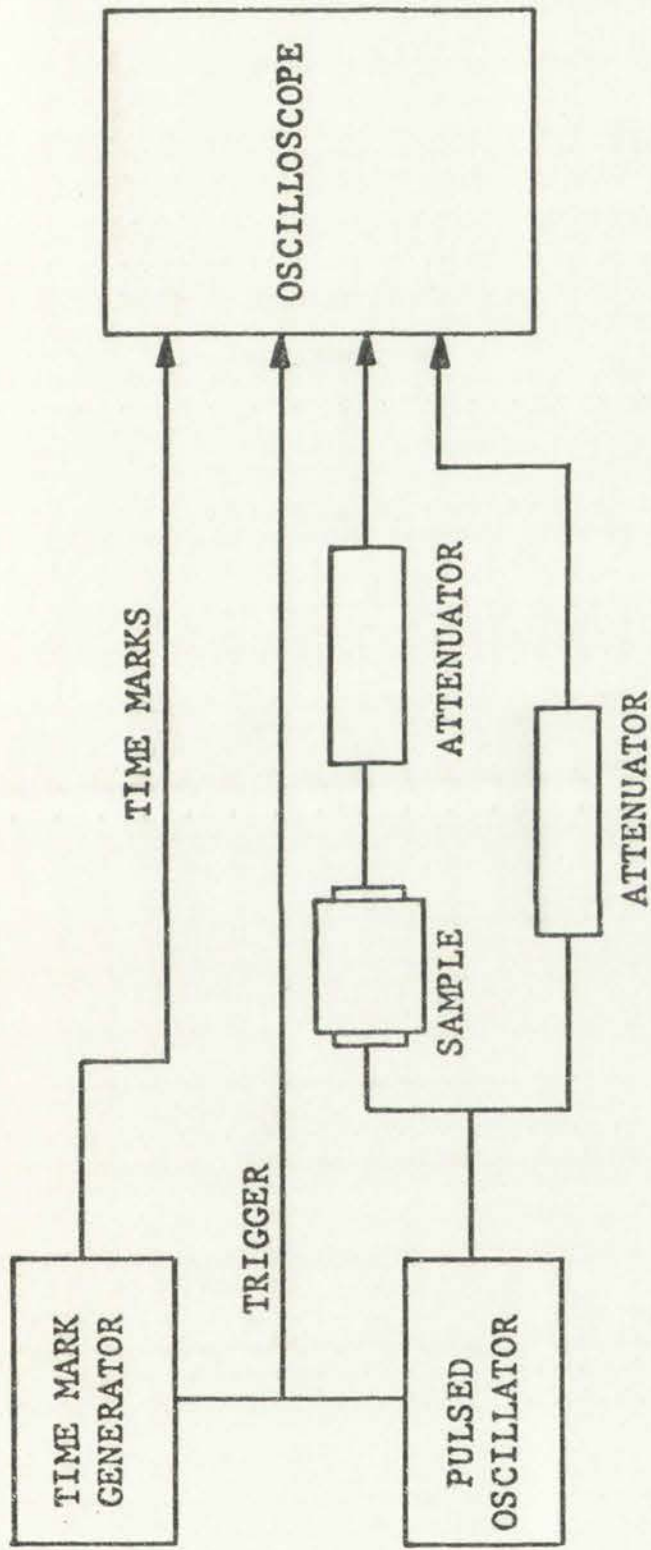 TIME MARK
GENERATOR
TIME MARKS
OSCILLOSCOPE
TRIGGER
SAMPLE
ATTENUATOR
PULSED
OSCILLATOR
ATTENUATOR